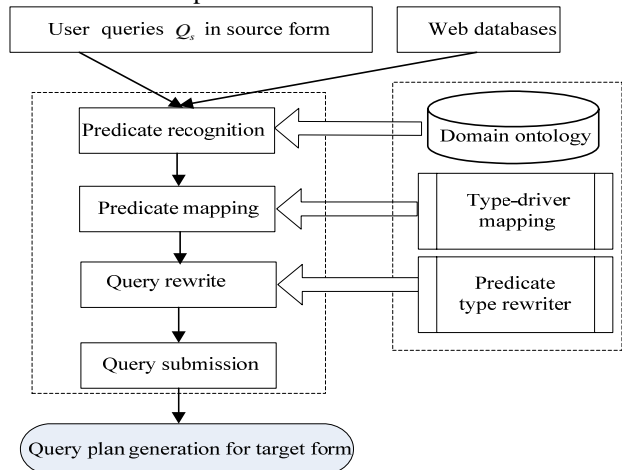 User queries Qs in source form
Web databases
Predicate recognition
Domain ontology
Predicate mapping
Type-driver
mapping
Query rewrite
Predicate
type rewriter
Query submission
Query plan generation for target form